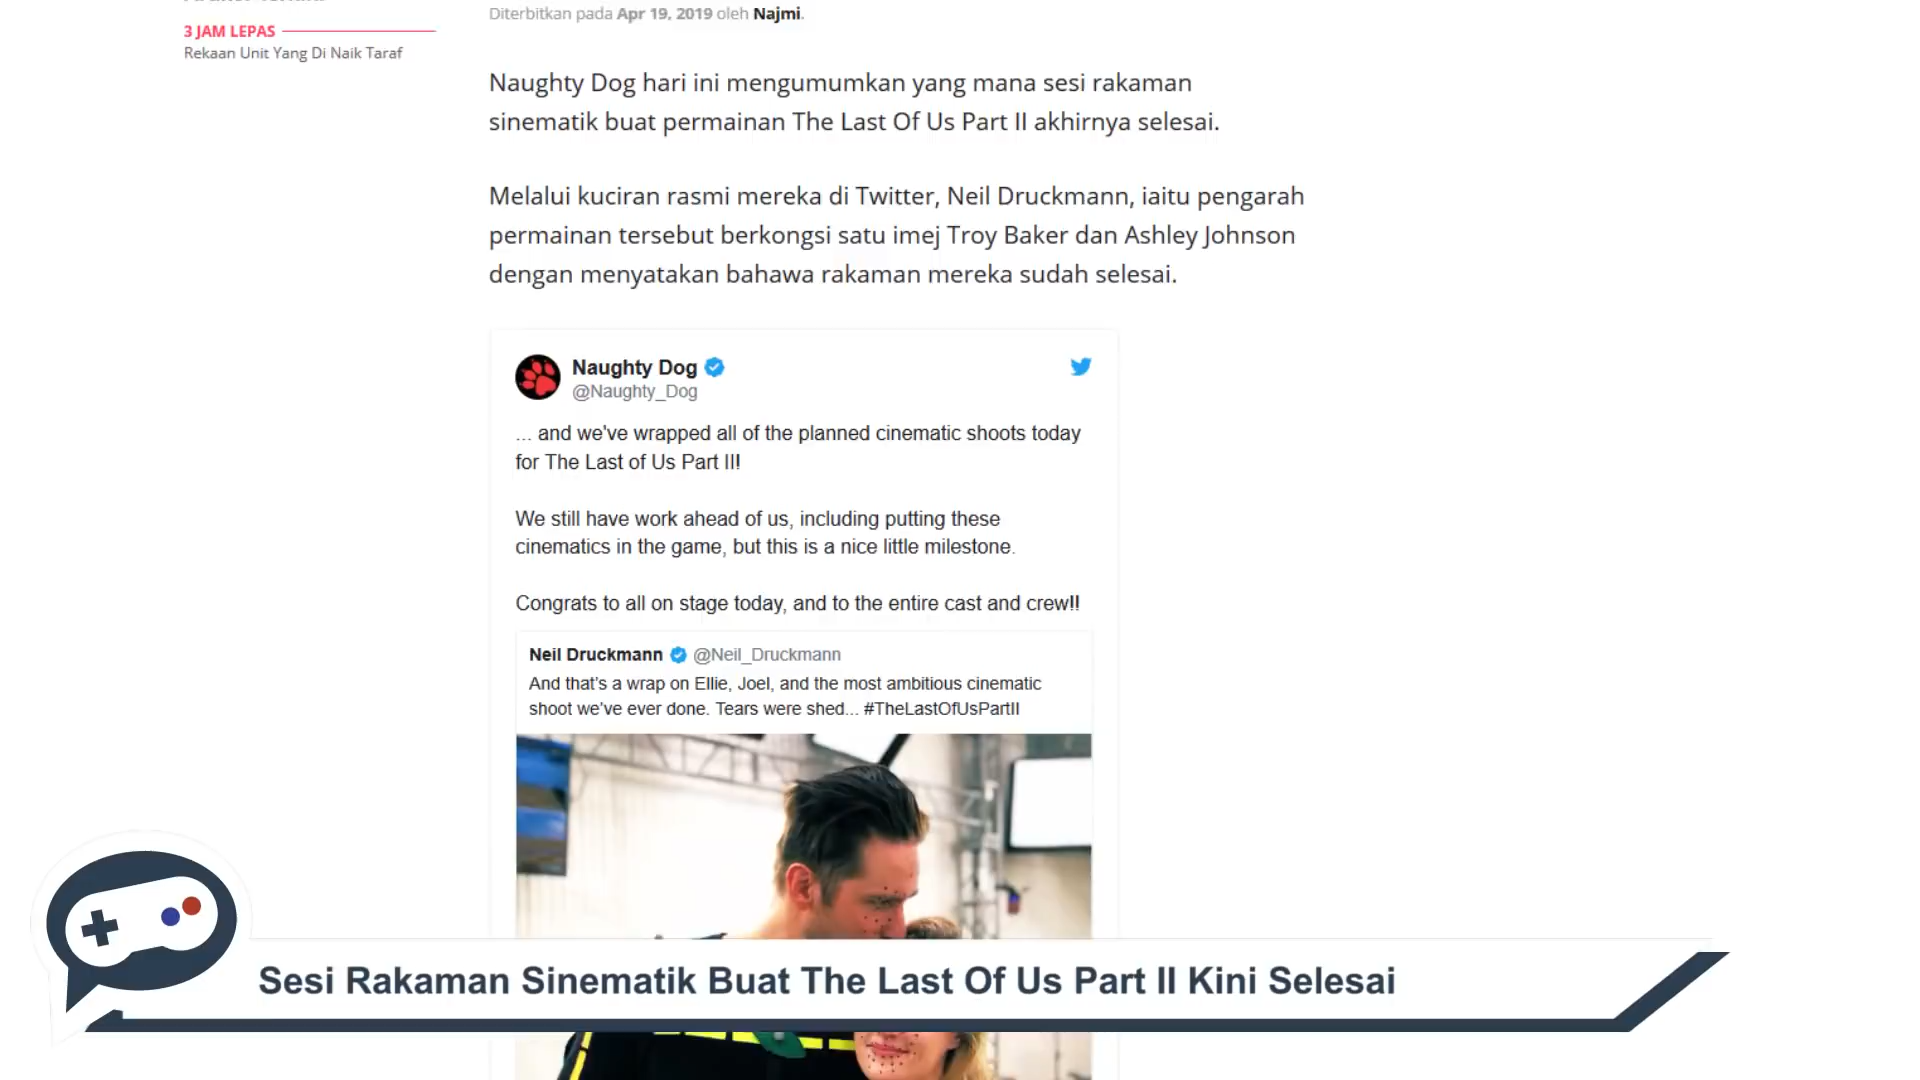 3 JAM LEPAS
Rekaan Unit Yang Di Naik Taraf
Diterbitkan pada Apr 19, 2019 oleh Najmi.
Naughty Dog hari ini mengumumkan yang mana sesi rakaman
sinematik buat permainan The Last Of Us Part II akhirnya selesai.
Melalui kuciran rasmi mereka di Twitter, Neil Druckmann, iaitu pengarah
permainan tersebut berkongsi satu imej Troy Baker dan Ashley Johnson
dengan menyatakan bahawa rakaman mereka sudah selesai.
Naughty Dog
@Naughty_Dog
... and we've wrapped all of the planned cinematic shoots today
for The Last of Us Part II!
We still have work ahead of us, including putting these
cinematics in the game, but this is a nice little milestone.
Congrats to all on stage today, and to the entire cast and crew!!
Neil Druckmann @Neil_Druckmann
And that's a wrap on Ellie, Joel, and the most ambitious cinematic
shoot we've ever done. Tears were shed... #TheLastOfUsPartII
Sesi Rakaman Sinematik Buat The Last Of Us Part II Kini Selesai